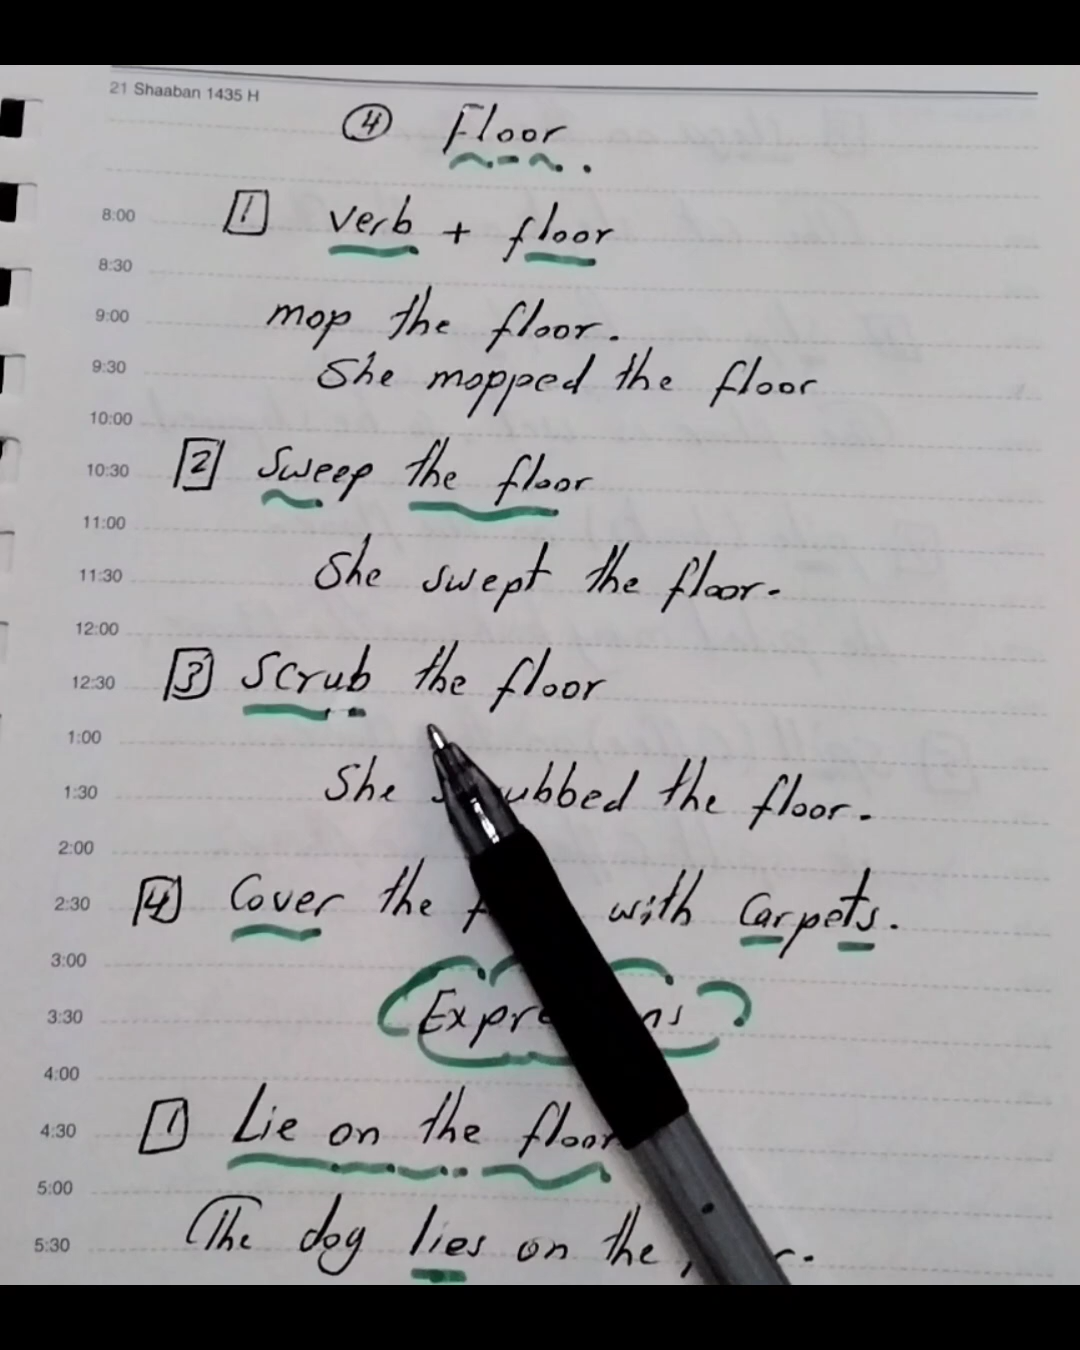 21 Shaaban 1435 H
④ Floor.
1 verb + floor
8:00
8:30
mop the floor.
9:00
She mopped the floor
9:30
10:00
2 Sweep the floor
10:30
11:00
She swept the floor.
11:30
12:00
3 Scrub the floor
12:30
1:00
She the floor.
1:30
2:00
4 Cover the with Carpets.
2:30
3:00
3:30
4:00
1 Lie on the floor
4:30
5:00
The dog lies on the
5:30